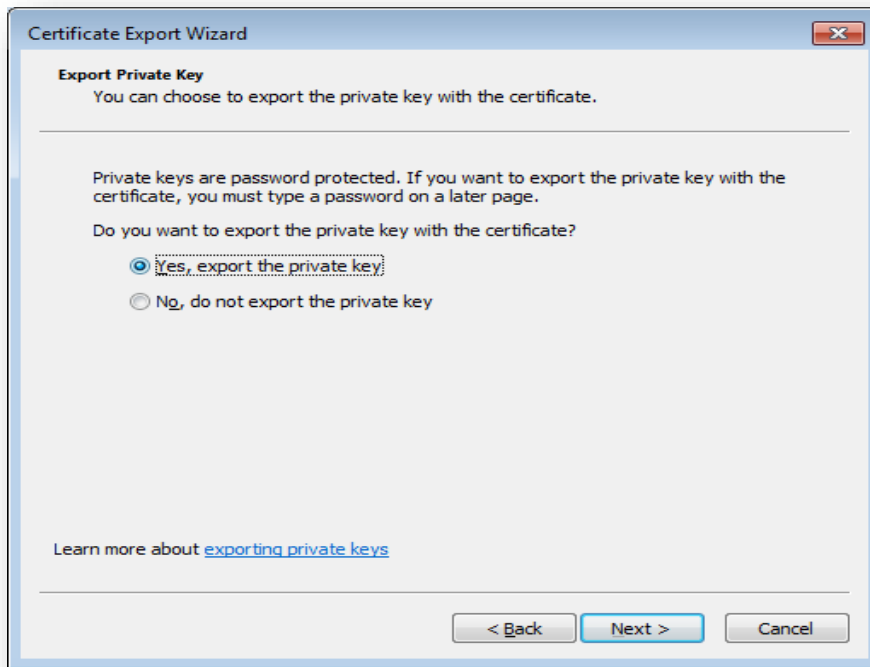 Certificate Export Wizard
Export Private Key
You can choose to export the private key with the certificate.
Private keys are password protected. If you want to export the private key with the
certificate, you must type a password on a later page.
Do you want to export the private key with the certificate?
Yes, export the private key
No, do not export the private key
Learn more about exporting private keys
< Back Next > Cancel